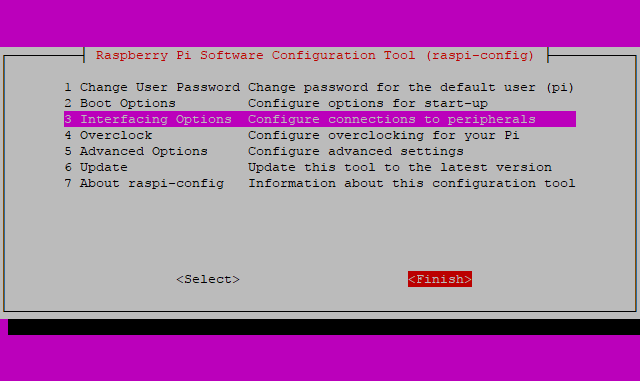 Raspberry Pi Software Configuration Tool (raspi-config)
1 Change User Password Change password for the default user (pi)
2 Boot Options Configure options for start-up
3 Interfacing Options Configure connections to peripherals
4 Overclock Configure overclocking for your Pi
5 Advanced Options Configure advanced settings
6 Update Update this tool to the latest version
7 About raspi-config Information about this configuration tool
<Select> <Finish>